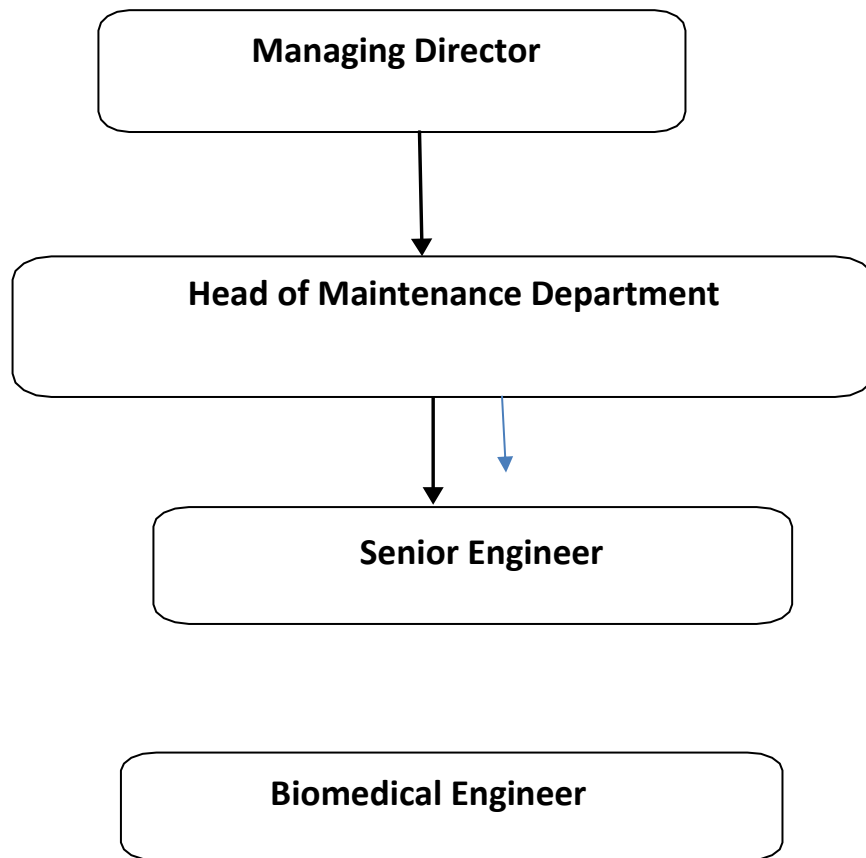 Managing Director
Head of Maintenance Department
Senior Engineer
Biomedical Engineer